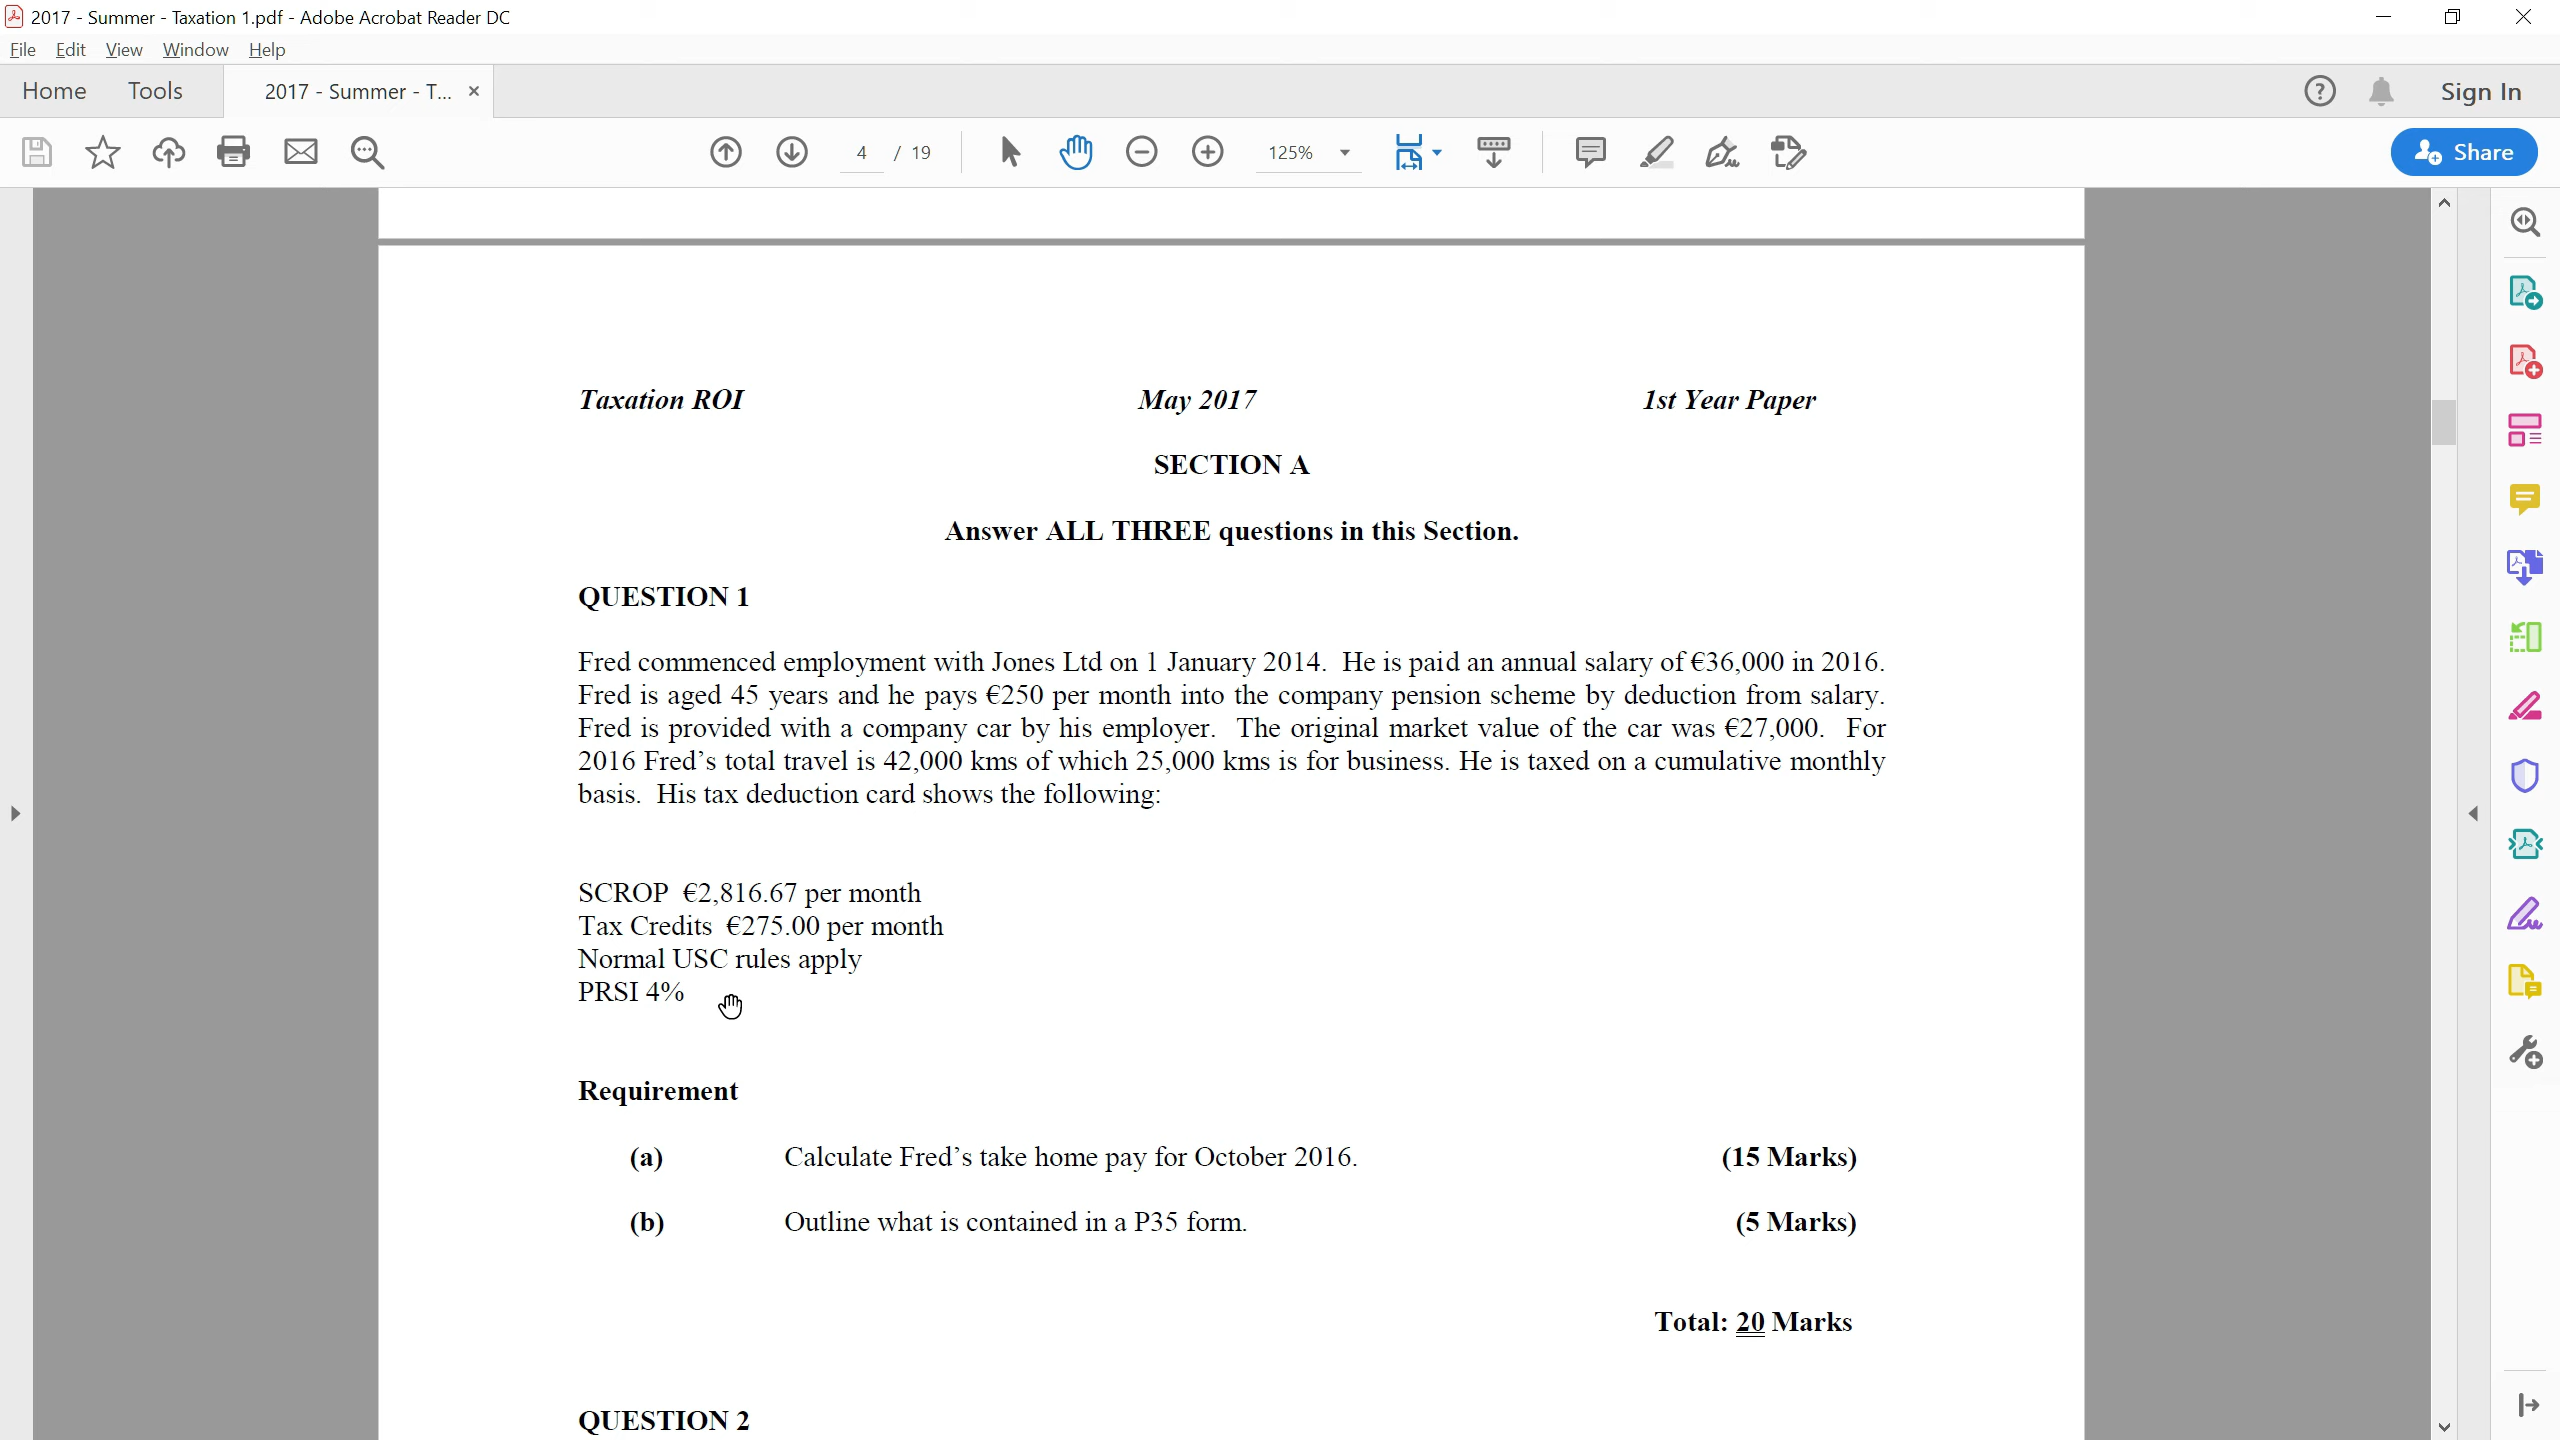 2017 - Summer - Taxation 1.pdf - Adobe Acrobat Reader DC
File Edit View Window Help
Home Tools 2017 - Summer - T... × Sign In
4 / 19 125% Share
Taxation ROI May 2017 1st Year Paper
SECTION A
Answer ALL THREE questions in this Section.
QUESTION 1
Fred commenced employment with Jones Ltd on 1 January 2014. He is paid an annual salary of €36,000 in 2016.
Fred is aged 45 years and he pays €250 per month into the company pension scheme by deduction from salary.
Fred is provided with a company car by his employer. The original market value of the car was €27,000. For
2016 Fred's total travel is 42,000 kms of which 25,000 kms is for business. He is taxed on a cumulative monthly
basis. His tax deduction card shows the following:
SCROP €2,816.67 per month
Tax Credits €275.00 per month
Normal USC rules apply
PRSI 4%
Requirement
(a) Calculate Fred's take home pay for October 2016. (15 Marks)
(b) Outline what is contained in a P35 form. (5 Marks)
Total: 20 Marks
QUESTION 2